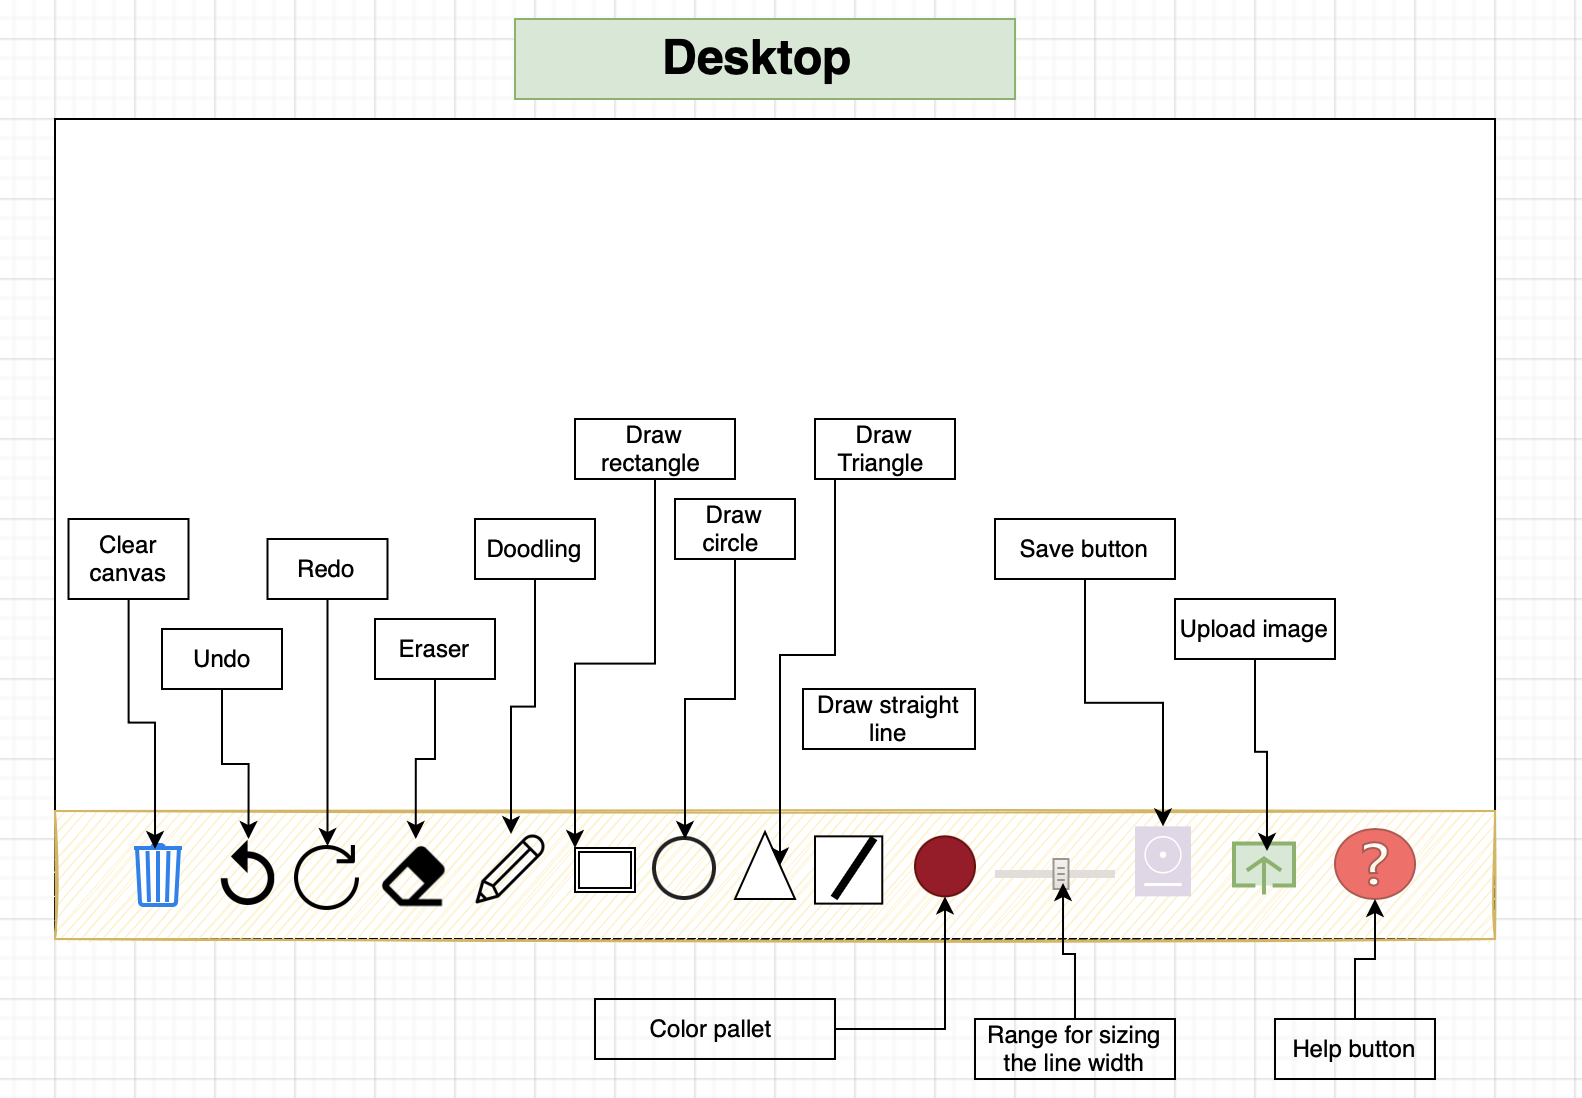 Desktop
Draw
rectangle
Draw
Triangle
Draw
circle
Clear
canvas
Redo
Doodling
Save button
Undo
Eraser
Upload image
Draw straight
line
?
Color pallet
Range for sizing
the line width
Help button